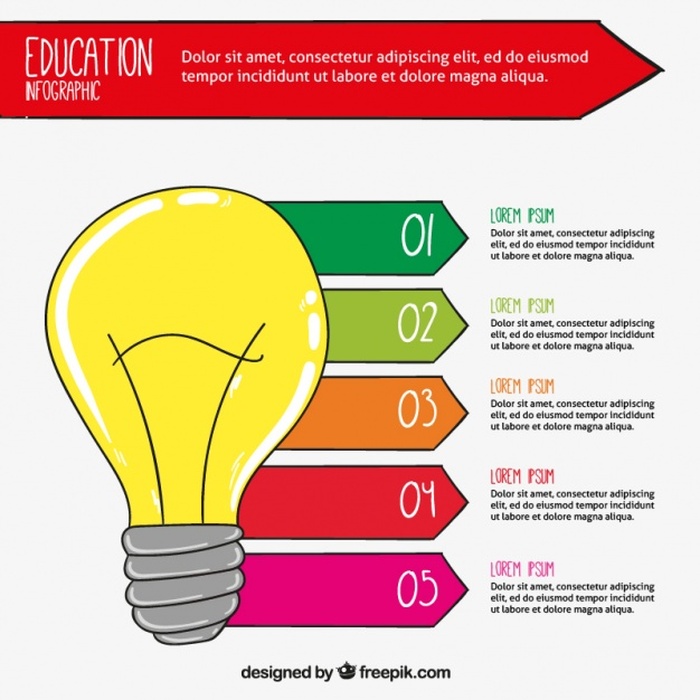 EDUCATION
INFOGRAPHIC
Dolor sit amet, consectetur adipiscing elit, ed do eiusmod
tempor incididunt ut labore et dolore magna aliqua.
01
LOREM IPSUM
Dolor sit amet, consectetur adipiscing
elit, ed do eiusmod tempor incididunt
ut labore et dolore magna aliqua.
02
LOREM IPSUM
Dolor sit amet, consectetur adipiscing
elit, ed do eiusmod tempor incididunt
ut labore et dolore magna aliqua.
03
LOREM IPSUM
Dolor sit amet, consectetur adipiscing
elit, ed do eiusmod tempor incididunt
ut labore et dolore magna aliqua.
04
LOREM IPSUM
Dolor sit amet, consectetur adipiscing
elit, ed do eiusmod tempor incididunt
ut labore et dolore magna aliqua.
05
LOREM IPSUM
Dolor sit amet, consectetur adipiscing
elit, ed do eiusmod tempor incididunt
ut labore et dolore magna aliqua.
designed by freepik.com